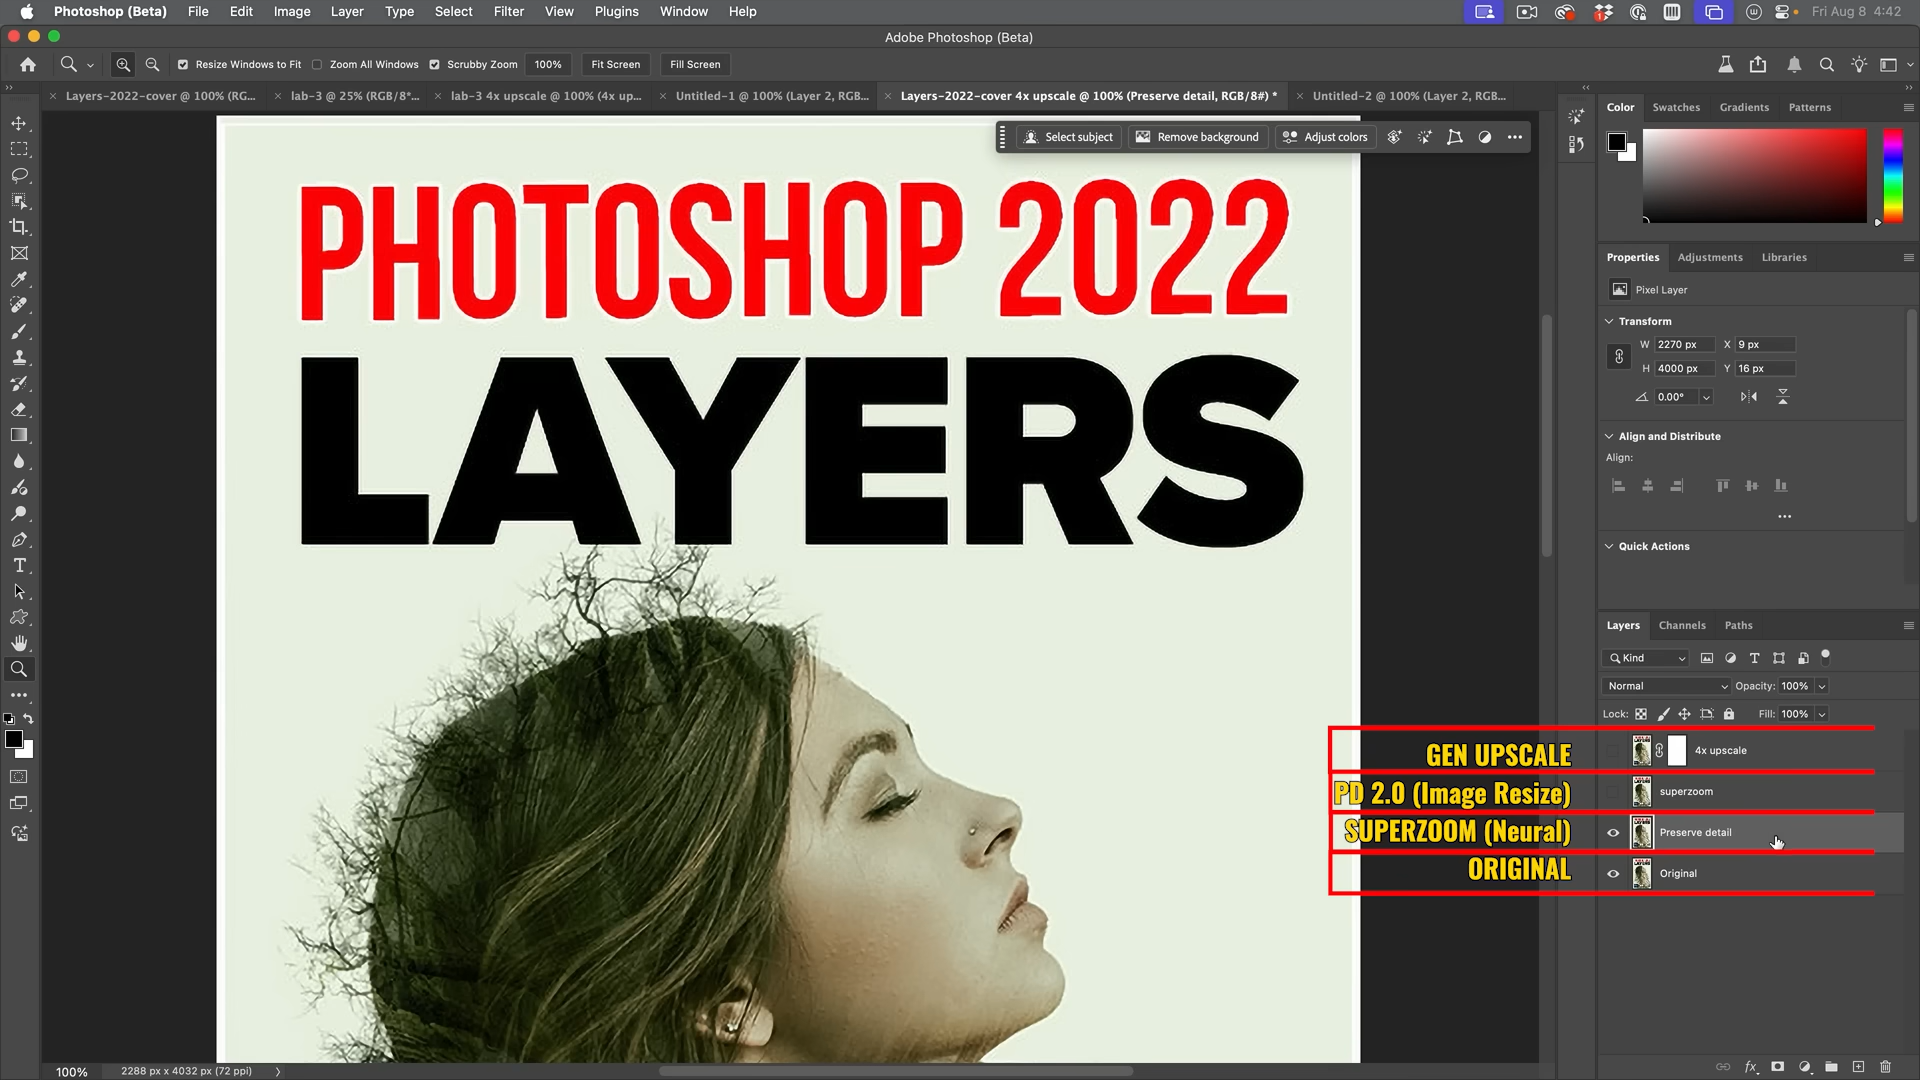 Photoshop (Beta) File Edit Image Layer Type Select Filter View Plugins Window Help Fri Aug 8 4:42
Adobe Photoshop (Beta)
Resize Windows to Fit Zoom All Windows Scrubby Zoom 100% Fit Screen Fill Screen
Layers-2022-cover @ 100% (RG... lab-3 @ 25% (RGB/8*... lab-3 4x upscale @ 100% (4x up... Untitled-1 @ 100% (Layer 2, RGB... Layers-2022-cover 4x upscale @ 100% (Preserve detail, RGB/8#) * Untitled-2 @ 100% (Layer 2, RGB...
Color Swatches Gradients Patterns
Select subject Remove background Adjust colors
PHOTOSHOP 2022
LAYERS
Properties Adjustments Libraries
Pixel Layer
Transform
W 2270 px X 9 px
H 4000 px Y 16 px
0.00°
Align and Distribute
Align:
Quick Actions
Layers Channels Paths
Kind
Normal Opacity: 100%
Lock: Fill: 100%
GEN UPSCALE 4x upscale
PD 2.0 (Image Resize) superzoom
SUPERZOOM (Neural) Preserve detail
ORIGINAL Original
100% 2288 px x 4032 px (72 ppi)